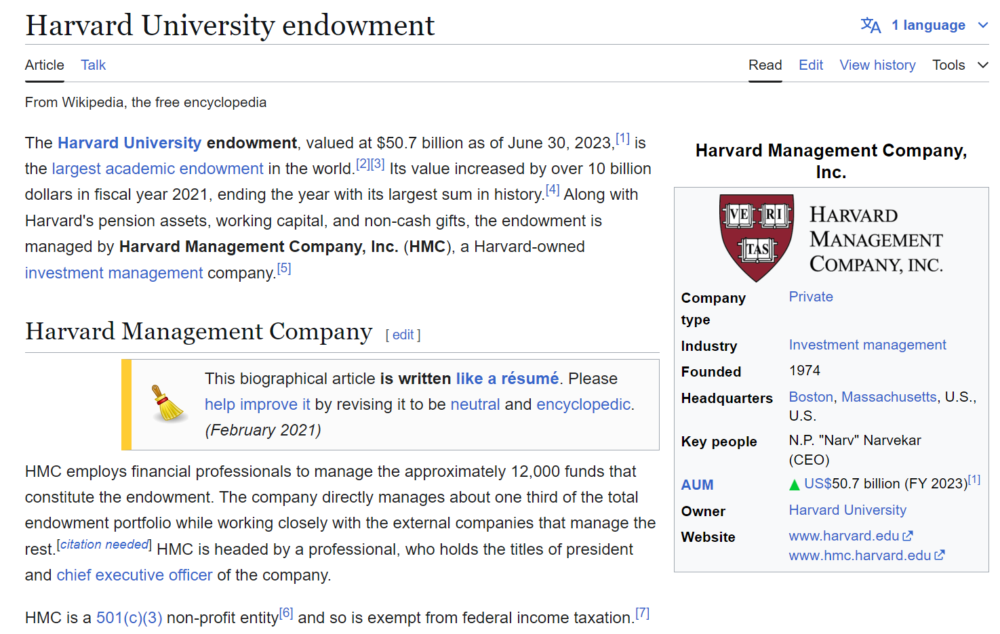 Harvard University endowment
1 language
Article Talk
Read Edit View history Tools
From Wikipedia, the free encyclopedia
The Harvard University endowment, valued at $50.7 billion as of June 30, 2023,[1] is
the largest academic endowment in the world.[2][3] Its value increased by over 10 billion
dollars in fiscal year 2021, ending the year with its largest sum in history.[4] Along with
Harvard's pension assets, working capital, and non-cash gifts, the endowment is
managed by Harvard Management Company, Inc. (HMC), a Harvard-owned
investment management company.[5]
Harvard Management Company [ edit ]
This biographical article is written like a résumé. Please
help improve it by revising it to be neutral and encyclopedic.
(February 2021)
HMC employs financial professionals to manage the approximately 12,000 funds that
constitute the endowment. The company directly manages about one third of the total
endowment portfolio while working closely with the external companies that manage the
rest.[citation needed] HMC is headed by a professional, who holds the titles of president
and chief executive officer of the company.
HMC is a 501(c)(3) non-profit entity[6] and so is exempt from federal income taxation.[7]
Harvard Management Company,
Inc.
VE RI
TAS
HARVARD
MANAGEMENT
COMPANY, INC.
Company
type
Private
Industry Investment management
Founded 1974
Headquarters Boston, Massachusetts, U.S.,
U.S.
Key people N.P. "Narv" Narvekar
(CEO)
AUM ▲ US$50.7 billion (FY 2023)[1]
Owner Harvard University
Website www.harvard.edu
www.hmc.harvard.edu